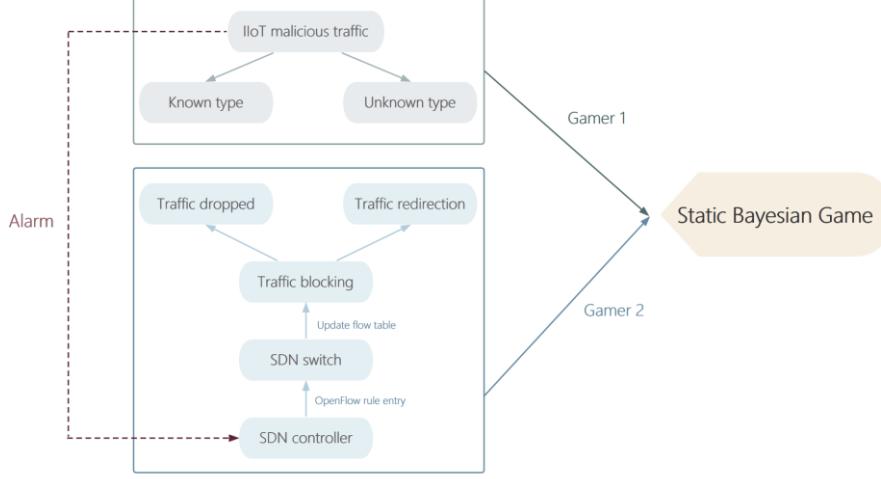 IIoT malicious traffic
Known type
Unknown type
Gamer 1
Traffic dropped
Traffic redirection
Alarm
Static Bayesian Game
Traffic blocking
Gamer 2
Update flow table
SDN switch
OpenFlow rule entry
SDN controller